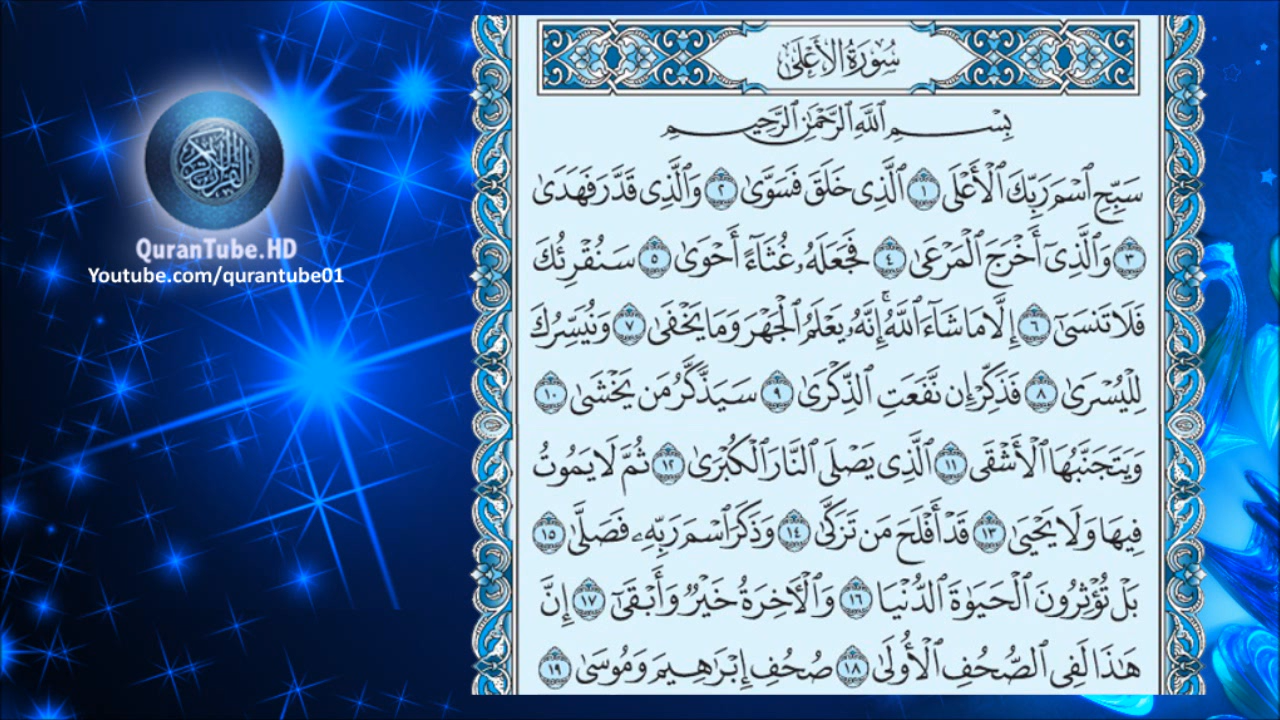 QuranTube.HD
Youtube.com/qurantube01
سُورَةُ الأَعْلَىٰ
بِسْمِ ٱللَّهِ ٱلرَّحْمَٰنِ ٱلرَّحِيمِ
سَبِّحِ ٱسْمَ رَبِّكَ ٱلْأَعْلَى ١ ٱلَّذِى خَلَقَ فَسَوَّىٰ ٢ وَٱلَّذِى قَدَّرَ فَهَدَىٰ
٣ وَٱلَّذِىٓ أَخْرَجَ ٱلْمَرْعَىٰ ٤ فَجَعَلَهُۥ غُثَآءً أَحْوَىٰ ٥ سَنُقْرِئُكَ
فَلَا تَنسَىٰٓ ٦ إِلَّا مَا شَآءَ ٱللَّهُ ۚ إِنَّهُۥ يَعْلَمُ ٱلْجَهْرَ وَمَا يَخْفَىٰ ٧ وَنُيَسِّرُكَ
لِلْيُسْرَىٰ ٨ فَذَكِّرْ إِن نَّفَعَتِ ٱلذِّكْرَىٰ ٩ سَيَذَّكَّرُ مَن يَخْشَىٰ ١٠
وَيَتَجَنَّبُهَا ٱلْأَشْقَى ١١ ٱلَّذِى يَصْلَى ٱلنَّارَ ٱلْكُبْرَىٰ ١٢ ثُمَّ لَا يَمُوتُ
فِيهَا وَلَا يَحْيَىٰ ١٣ قَدْ أَفْلَحَ مَن تَزَكَّىٰ ١٤ وَذَكَرَ ٱسْمَ رَبِّهِۦ فَصَلَّىٰ ١٥
بَلْ تُؤْثِرُونَ ٱلْحَيَوٰةَ ٱلدُّنْيَا ١٦ وَٱلْـَٔاخِرَةُ خَيْرٌ وَأَبْقَىٰٓ ١٧ إِنَّ
هَٰذَا لَفِى ٱلصُّحُفِ ٱلْأُولَىٰ ١٨ صُحُفِ إِبْرَٰهِيمَ وَمُوسَىٰ ١٩